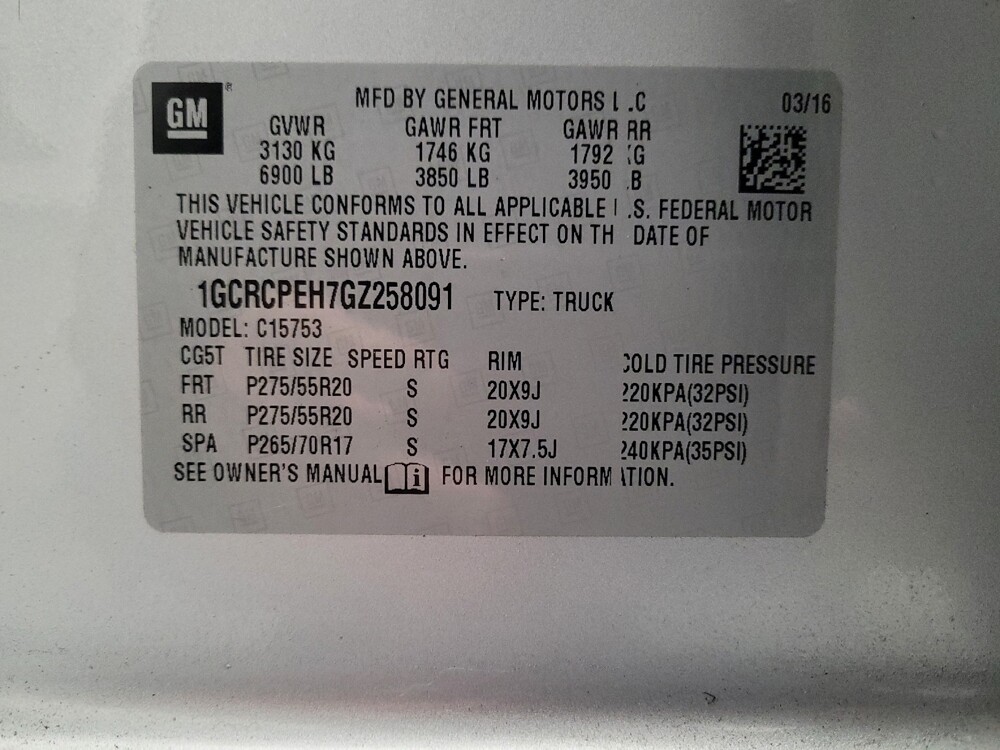 GM ®
MFD BY GENERAL MOTORS L .C
03/16
GVWR GAWR FRT GAWR RR
3130 KG 1746 KG 1792 KG
6900 LB 3850 LB 3950 LB
THIS VEHICLE CONFORMS TO ALL APPLICABLE U.S. FEDERAL MOTOR
VEHICLE SAFETY STANDARDS IN EFFECT ON TH DATE OF
MANUFACTURE SHOWN ABOVE.
1GCRCPEH7GZ258091 TYPE: TRUCK
MODEL: C15753
CG5T TIRE SIZE SPEED RTG RIM COLD TIRE PRESSURE
FRT P275/55R20 S 20X9J 220KPA(32PSI)
RR P275/55R20 S 20X9J 220KPA(32PSI)
SPA P265/70R17 S 17X7.5J 240KPA(35PSI)
SEE OWNER'S MANUAL i FOR MORE INFORMATION.